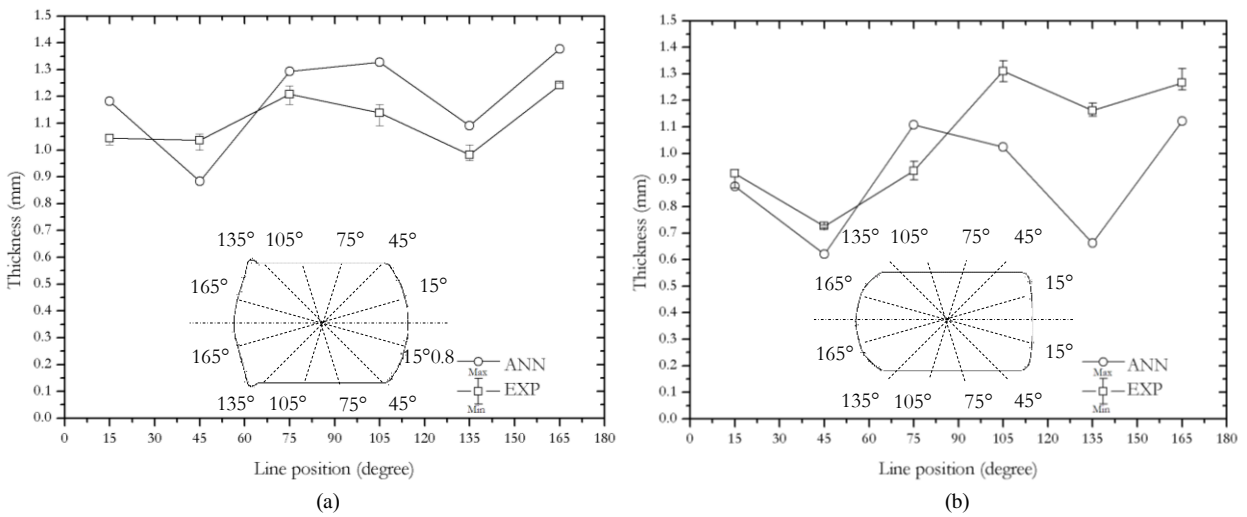 1.5
1.4
1.3
1.2
1.1
1.0
0.9
0.8
0.7
0.6
0.5
0.4
0.3
0.2
0.1
0.0
Thickness (mm)
135° 105° 75° 45°
165° 15°
165° 15°0.8
135° 105° 75° 45°
ANN
Max
EXP
Min
0 15 30 45 60 75 90 105 120 135 150 165 180
Line position (degree)
(a)
1.5
1.4
1.3
1.2
1.1
1.0
0.9
0.8
0.7
0.6
0.5
0.4
0.3
0.2
0.1
0.0
Thickness (mm)
135° 105° 75° 45°
165° 15°
165° 15°
135° 105° 75° 45°
ANN
Max
EXP
Min
0 15 30 45 60 75 90 105 120 135 150 165 180
Line position (degree)
(b)